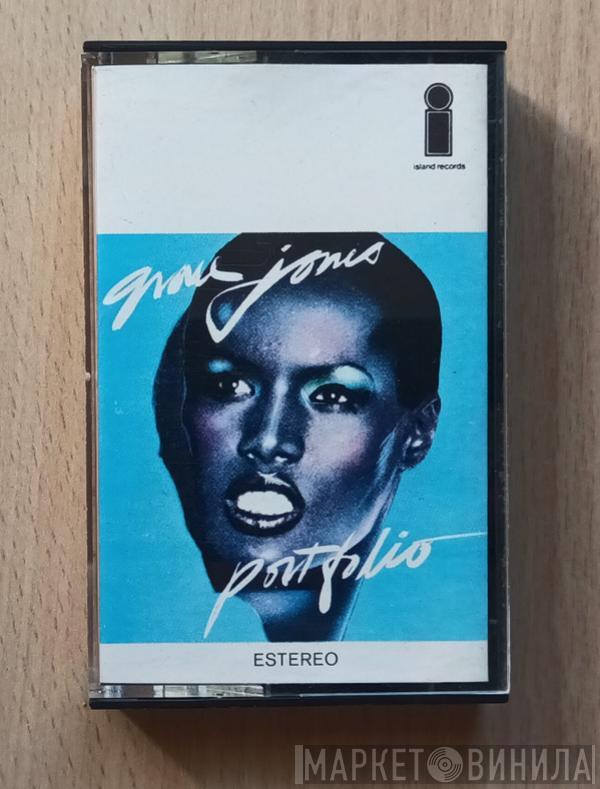 island records
grace jones
portfolio
ESTEREO
МАРКЕТ ВИНИЛА